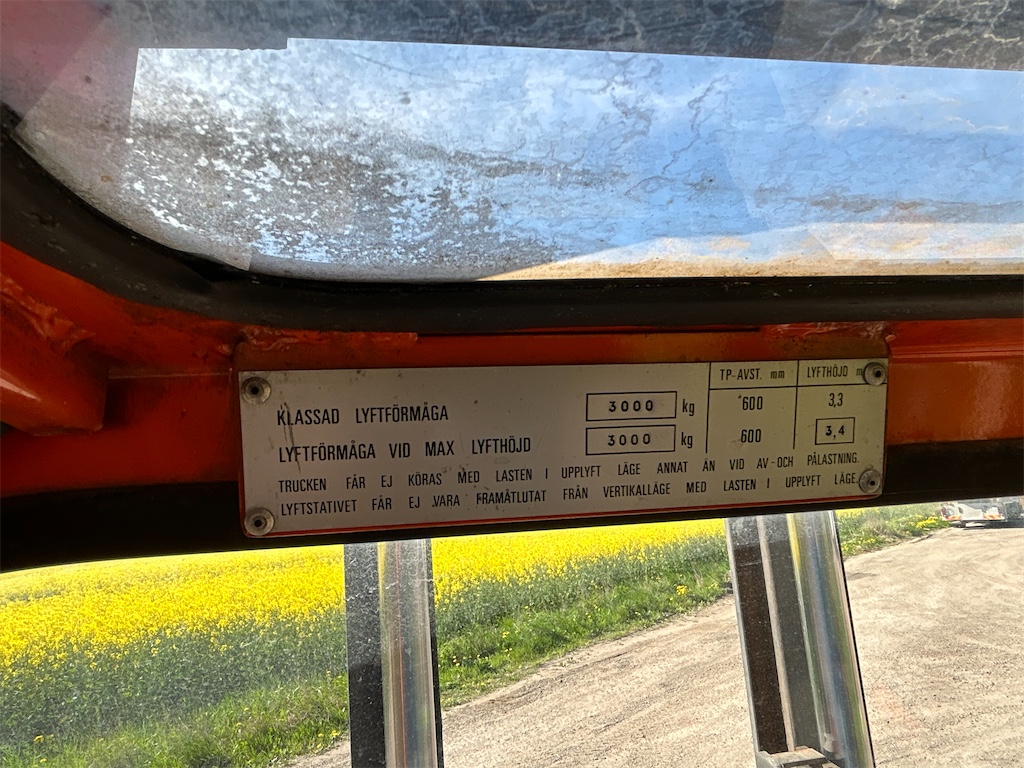 TP-AVST. mm LYFTHÖJD m
KLASSAD LYFTFÖRMÅGA 3000 kg 600 3,3
LYFTFÖRMÅGA VID MAX LYFTHÖJD 3000 kg 600 3,4
TRUCKEN FÅR EJ KÖRAS MED LASTEN I UPPLYFT LÄGE ANNAT ÄN VID AV-OCH PÅLASTNING.
LYFTSTATIVET FÅR EJ VARA FRAMÅTLUTAT FRÅN VERTIKALLÄGE MED LASTEN I UPPLYFT LÄGE.